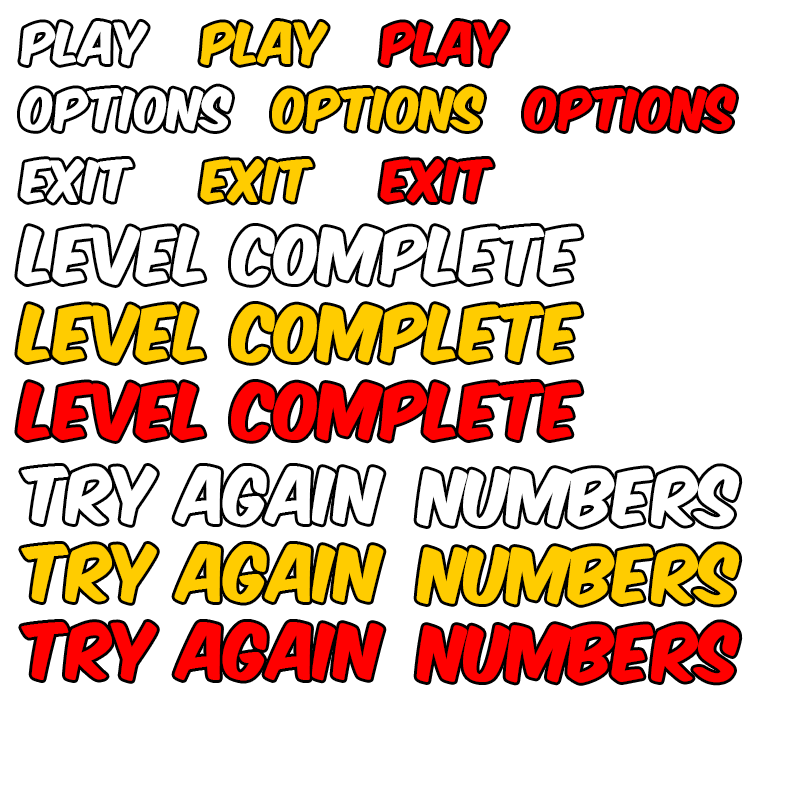 PLAY PLAY PLAY
OPTIONS OPTIONS OPTIONS
EXIT EXIT EXIT
LEVEL COMPLETE
LEVEL COMPLETE
LEVEL COMPLETE
TRY AGAIN NUMBERS
TRY AGAIN NUMBERS
TRY AGAIN NUMBERS